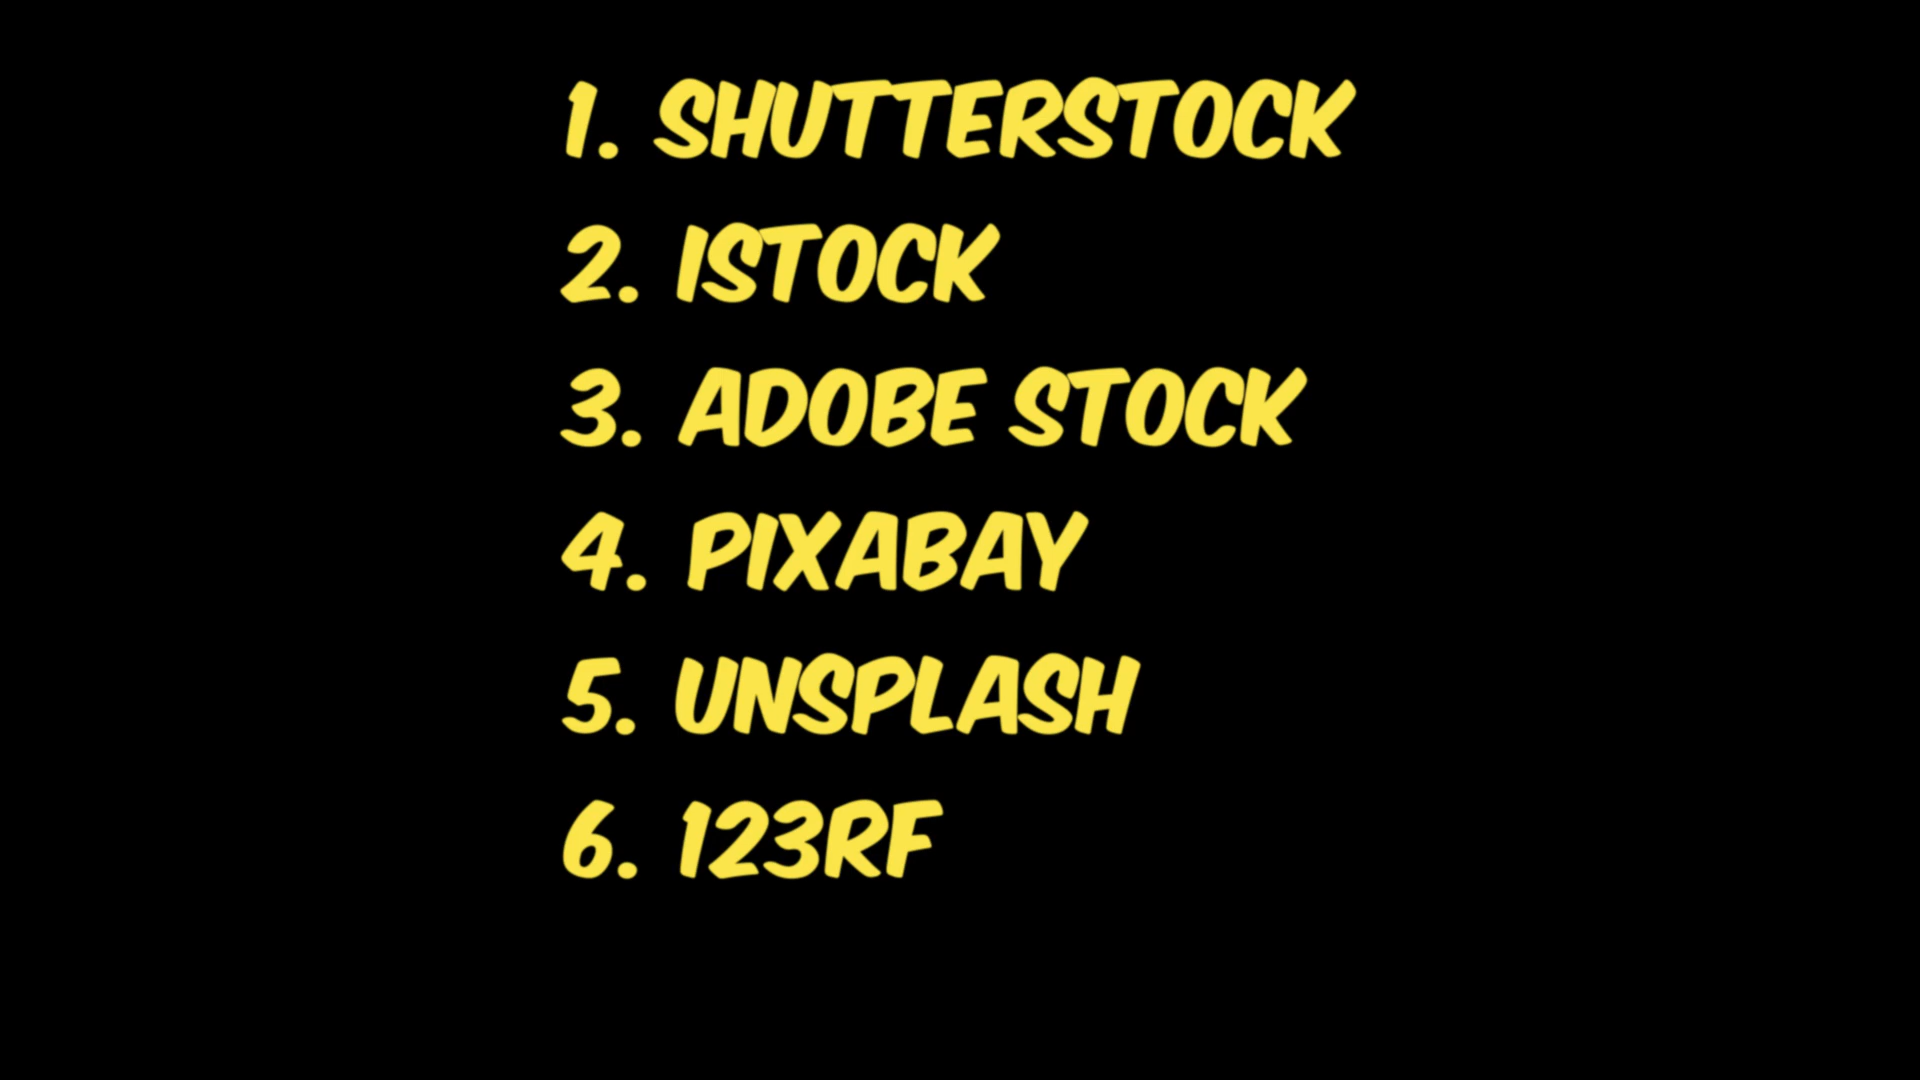 1. SHUTTERSTOCK
2. ISTOCK
3. ADOBE STOCK
4. PIXABAY
5. UNSPLASH
6. 123RF